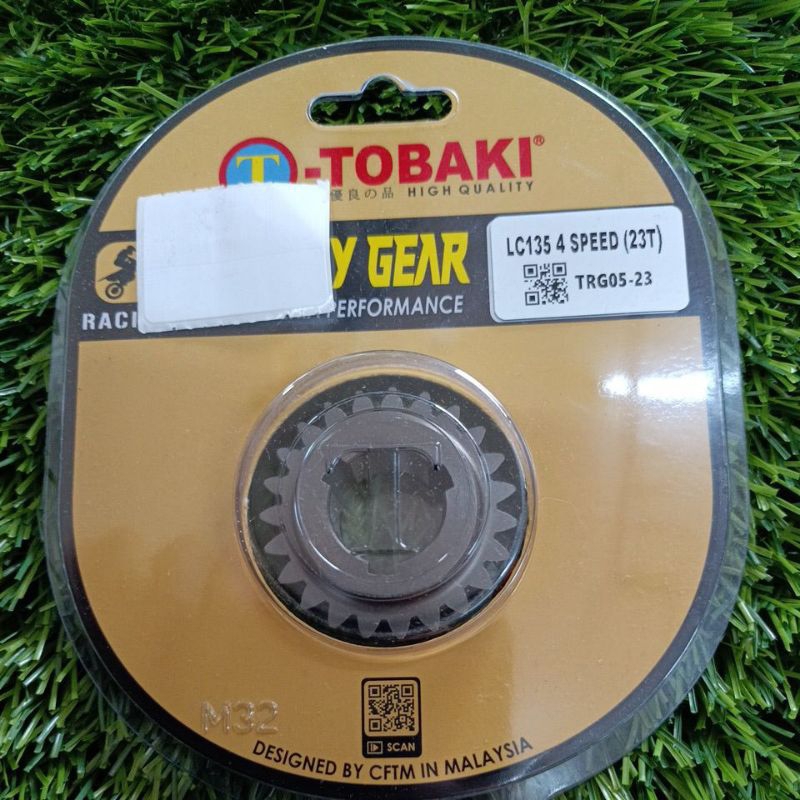 T-TOBAKI®
優良の品 HIGH QUALITY
Y GEAR
RACI
PERFORMANCE
LC135 4 SPEED (23T)
TRG05-23
M32
SCAN
DESIGNED BY CFTM IN MALAYSIA